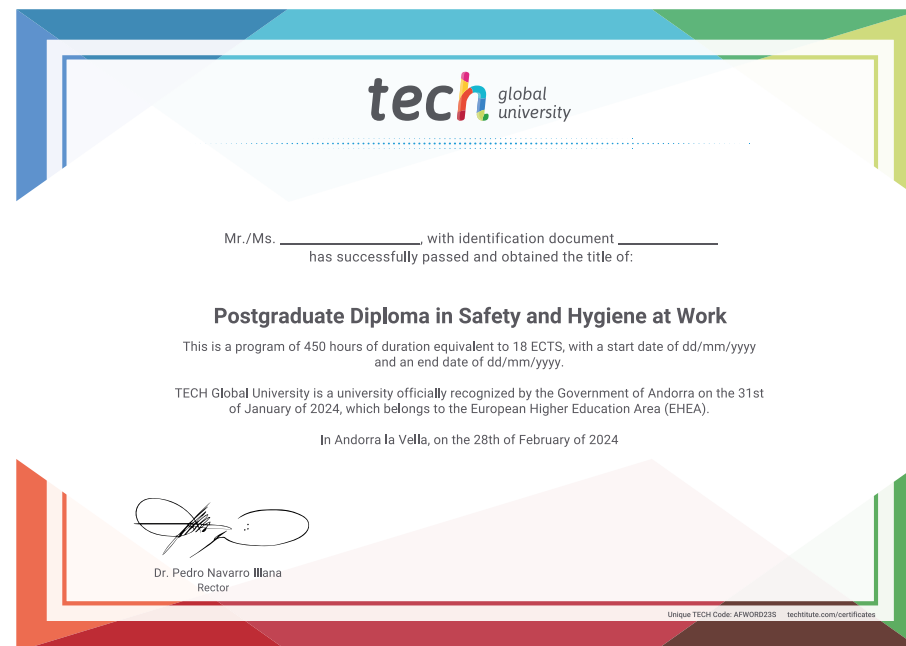 tech global university
Mr./Ms. ____________________, with identification document ______________
has successfully passed and obtained the title of:
Postgraduate Diploma in Safety and Hygiene at Work
This is a program of 450 hours of duration equivalent to 18 ECTS, with a start date of dd/mm/yyyy
and an end date of dd/mm/yyyy.
TECH Global University is a university officially recognized by the Government of Andorra on the 31st
of January of 2024, which belongs to the European Higher Education Area (EHEA).
In Andorra la Vella, on the 28th of February of 2024
Dr. Pedro Navarro Illana
Rector
Unique TECH Code: AFWORD23S techtitute.com/certificates